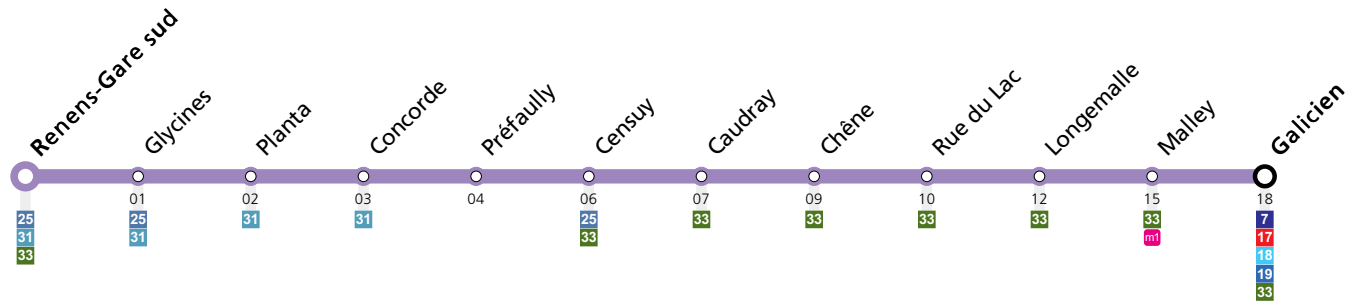 Renens-Gare sud
Glycines
Planta
Concorde
Préfaully
Censuy
Caudray
Chêne
Rue du Lac
Longemalle
Malley
Galicien
01 02 03 04 06 07 09 10 12 15 18
25 25 31 31 25 33 33 33 33 33 7
31 31 33 m1 17
33 18
19
33